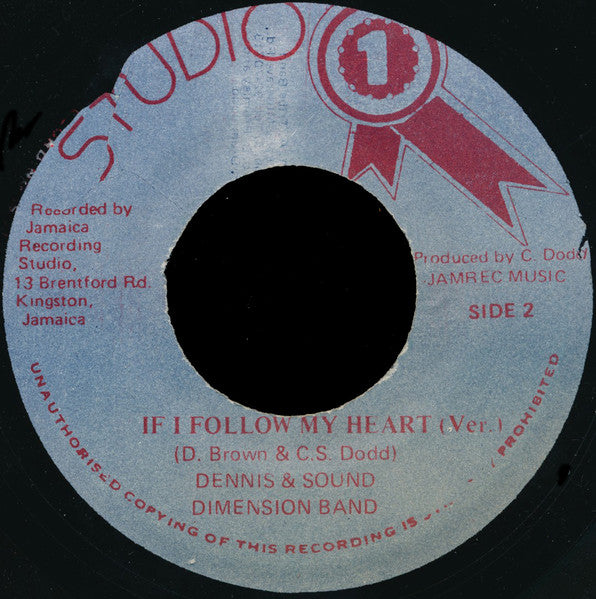 STUDIO
1
Recorded by
Jamaica
Recording
Studio,
13 Brentford Rd.
Kingston,
Jamaica
Produced by C. Dodd
JAMREC MUSIC
SIDE 2
IF I FOLLOW MY HEART (Ver.)
(D. Brown & C.S. Dodd)
DENNIS & SOUND
DIMENSION BAND
UNAUTHORISED COPYING OF THIS RECORDING IS PROHIBITED